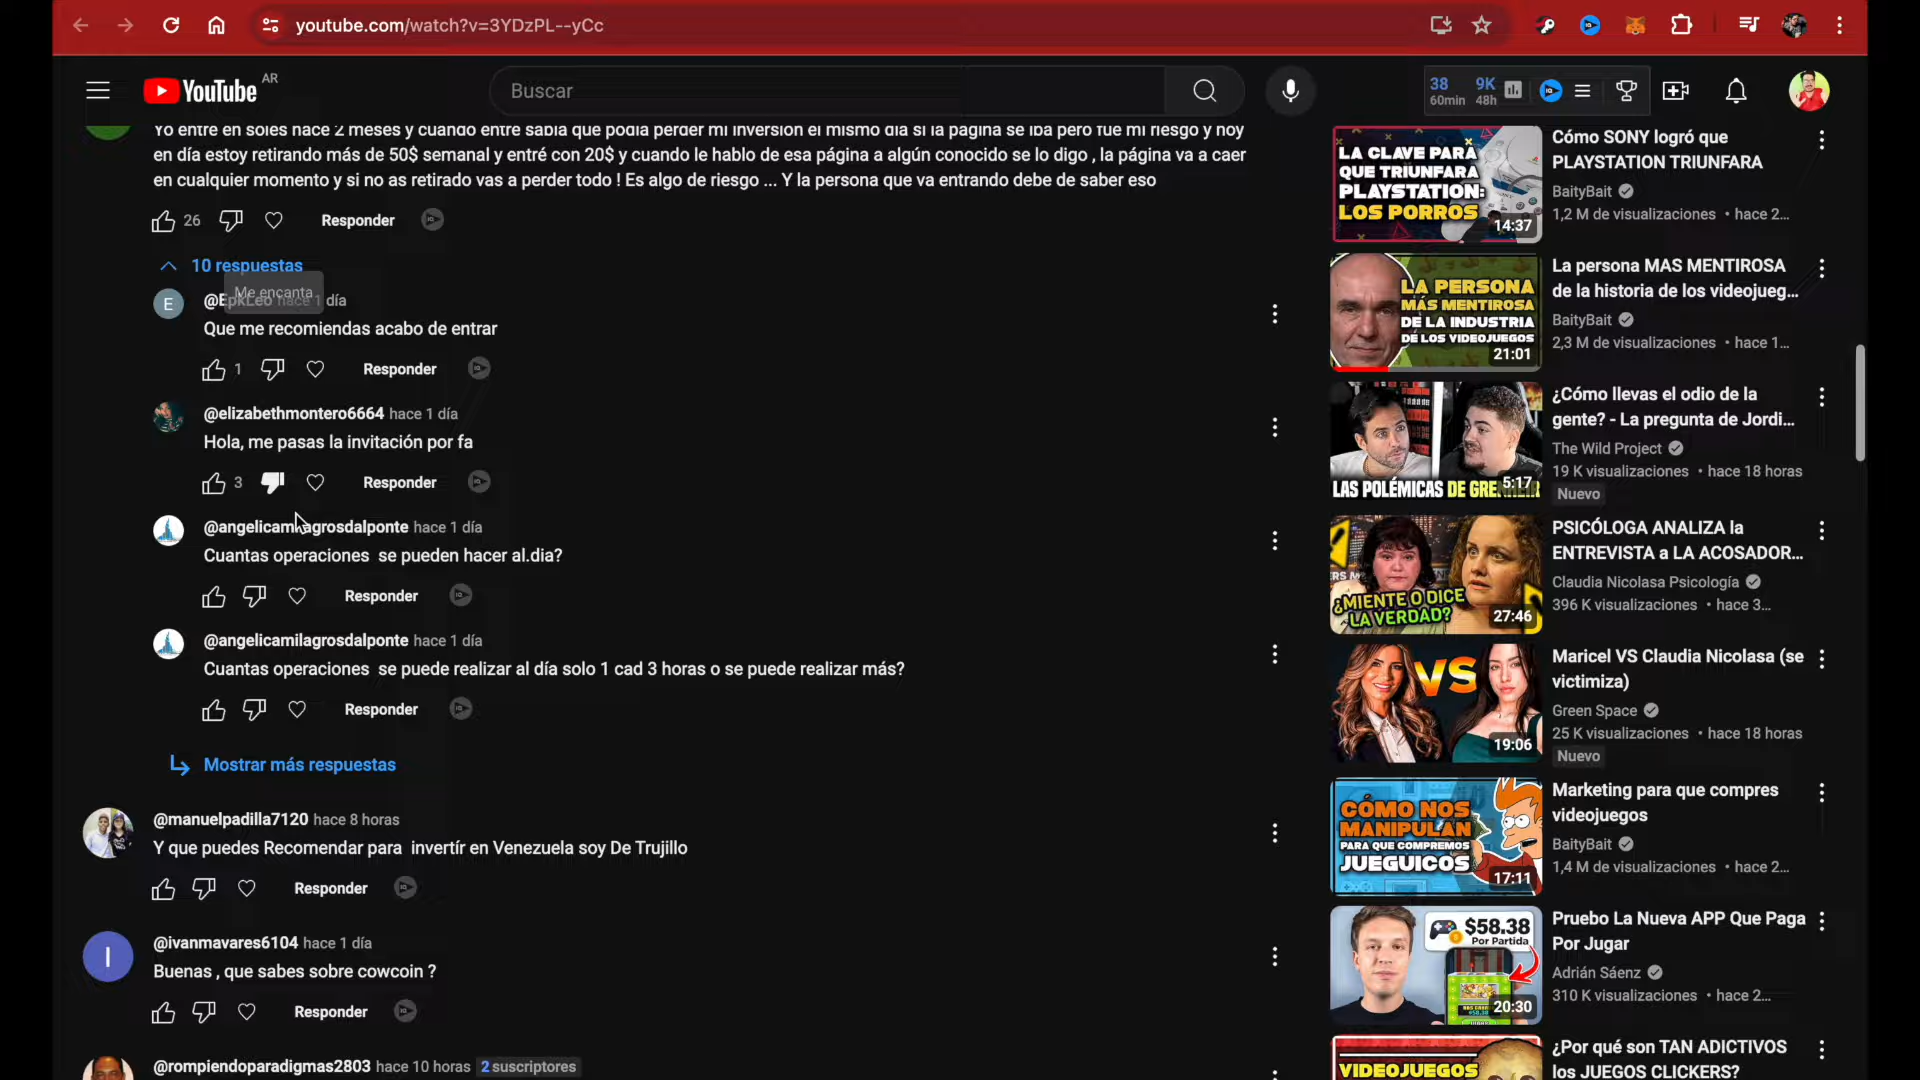 youtube.com/watch?v=3YDzPL--yCc
YouTube
AR
Buscar
38
60min
9K
48h
Yo entre en soles hace 2 meses y cuando entre sabía que podía perder mi inversión el mismo día si la página se iba pero fue mi riesgo y hoy
en día estoy retirando más de 50$ semanal y entré con 20$ y cuando le hablo de esa página a algún conocido se lo digo , la página va a caer
en cualquier momento y si no as retirado vas a perder todo ! Es algo de riesgo ... Y la persona que va entrando debe de saber eso
26
Responder
10 respuestas
Me encanta
E
@EpkLeo hace 1 día
Que me recomiendas acabo de entrar
1
Responder
@elizabethmontero6664 hace 1 día
Hola, me pasas la invitación por fa
3
Responder
@angelicamilagrosdalponte hace 1 día
Cuantas operaciones se pueden hacer al.dia?
Responder
@angelicamilagrosdalponte hace 1 día
Cuantas operaciones se puede realizar al día solo 1 cad 3 horas o se puede realizar más?
Responder
Mostrar más respuestas
@manuelpadilla7120 hace 8 horas
Y que puedes Recomendar para invertír en Venezuela soy De Trujillo
Responder
I
@ivanmavares6104 hace 1 día
Buenas , que sabes sobre cowcoin ?
Responder
@rompiendoparadigmas2803 hace 10 horas 2 suscriptores
LA CLAVE PARA
QUE TRIUNFARA
PLAYSTATION:
LOS PORROS
14:37
Cómo SONY logró que
PLAYSTATION TRIUNFARA
BaityBait
1,2 M de visualizaciones • hace 2...
LA PERSONA
MÁS MENTIROSA
DE LA INDUSTRIA
DE LOS VIDEOJUEGOS
21:01
La persona MAS MENTIROSA
de la historia de los videojueg...
BaityBait
2,3 M de visualizaciones • hace 1...
LAS POLÉMICAS DE
5:17
¿Cómo llevas el odio de la
gente? - La pregunta de Jordi...
The Wild Project
19 K visualizaciones • hace 18 horas
Nuevo
¿MIENTE O DICE
LA VERDAD?
27:46
PSICÓLOGA ANALIZA la
ENTREVISTA a LA ACOSADOR...
Claudia Nicolasa Psicología
396 K visualizaciones • hace 3...
VS
19:06
Maricel VS Claudia Nicolasa (se
victimiza)
Green Space
25 K visualizaciones • hace 18 horas
Nuevo
CÓMO NOS
MANIPULAN
PARA QUE COMPREMOS
JUEGUICOS
17:11
Marketing para que compres
videojuegos
BaityBait
1,4 M de visualizaciones • hace 2...
$58.38
Por Partida
20:30
Pruebo La Nueva APP Que Paga
Por Jugar
Adrián Sáenz
310 K visualizaciones • hace 2...
VIDEOJUEGOS
¿Por qué son TAN ADICTIVOS
los JUEGOS CLICKERS?